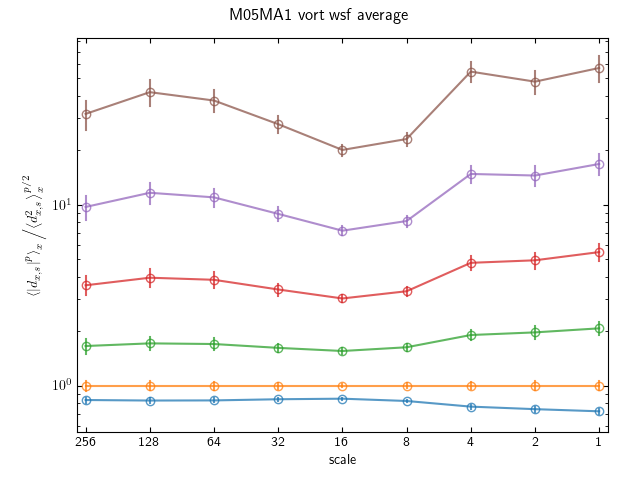 M05MA1 vort wsf average
⟨|d_{x,s}|^p⟩_x / ⟨d_{x,s}^2⟩_x^{p/2}
10^1
10^0
256 128 64 32 16 8 4 2 1
scale